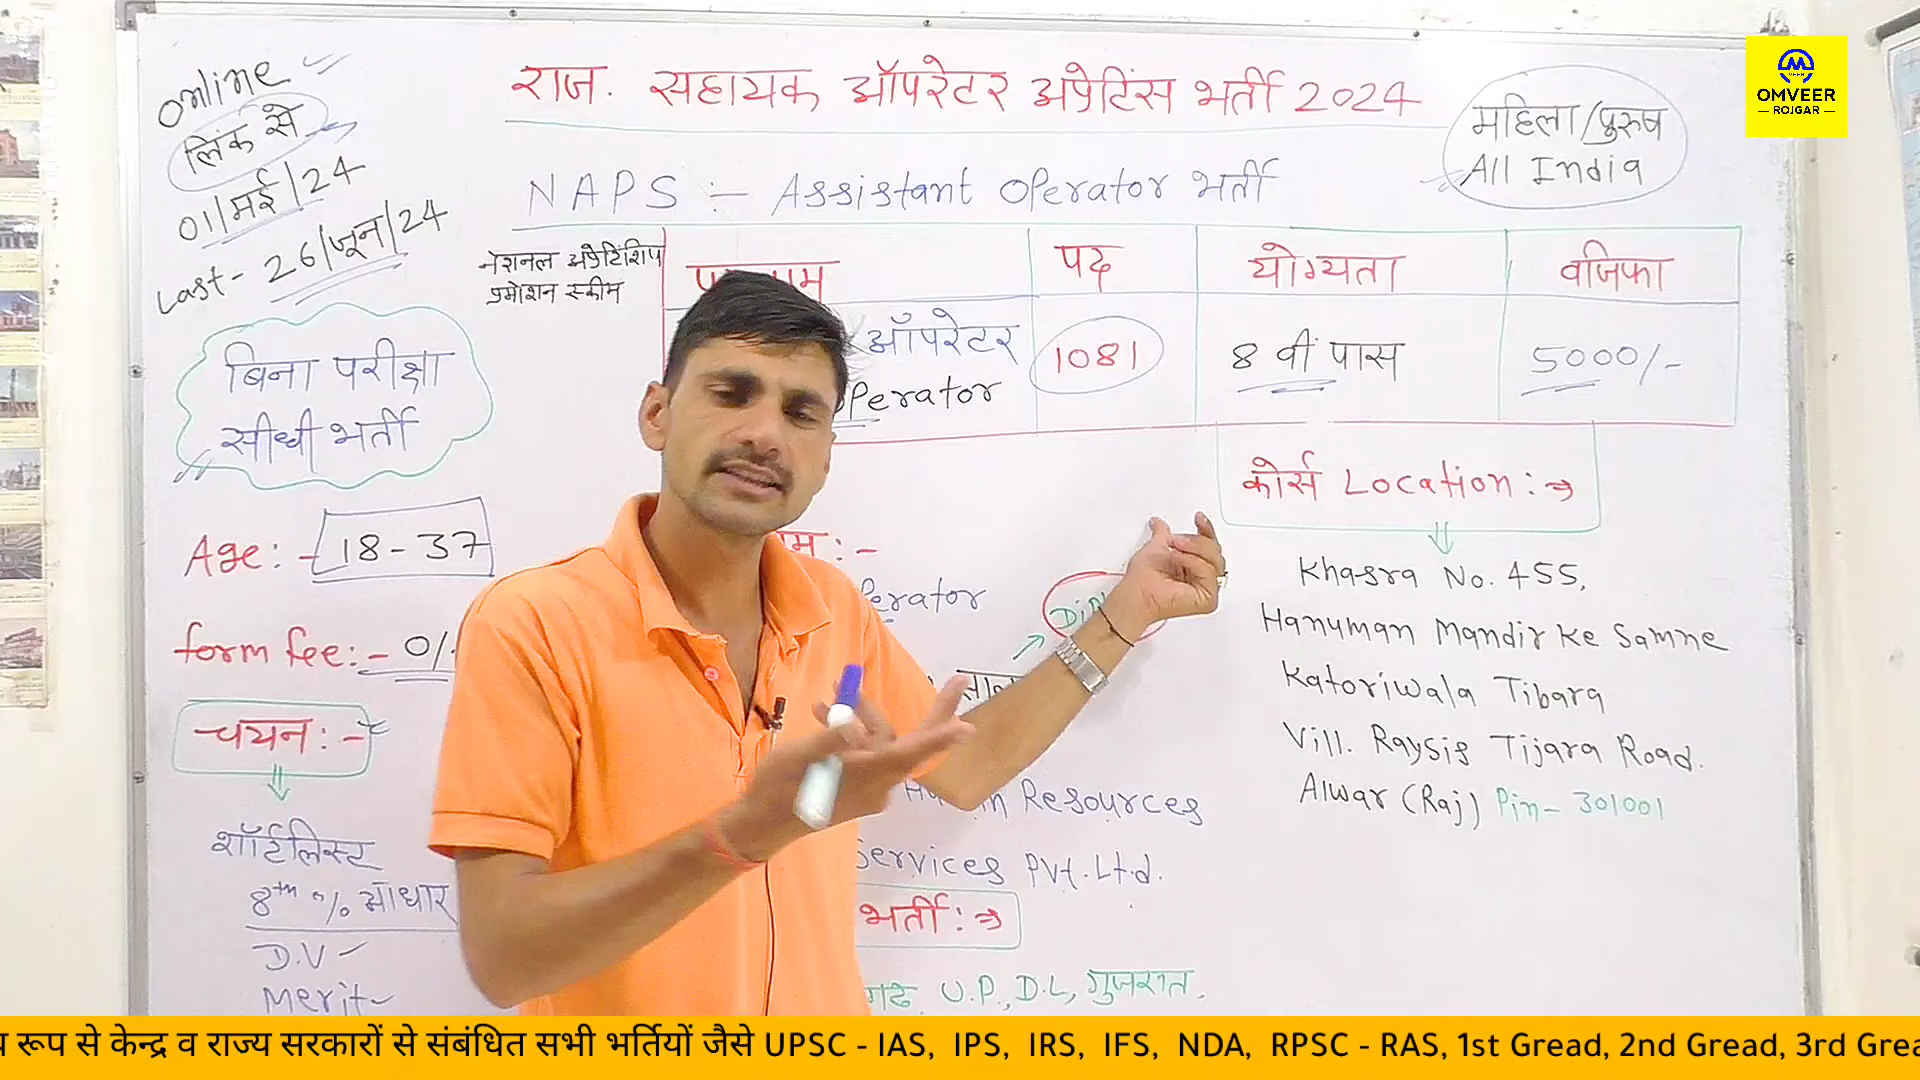 राज. सहायक ऑपरेटर अप्रेटिंस भर्ती 2024
NAPS :- Assistant Operator भर्ती
महिला/पुरुष
All India
OMVEER
ROJGAR
Online
लिंक से
01/मई/24
Last- 26/जून/24
नेशनल अप्रेटिंशिप
प्रमोशन स्कीम
पद
योग्यता
वजिफा
ऑपरेटर
Operator
1081
8 वीं पास
5000/-
बिना परीक्षा
सीधी भर्ती
Age: - 18-37
form fee:- 0/-
चयन:-
शॉर्टलिस्ट
8th % आधार
D.V-
Merit-
कोर्स Location :→
Khasra No. 455,
Hanuman Mandir Ke Samne
Katoriwala Tibara
Vill. Raysis Tijara Road.
Alwar (Raj) Pin- 301001
Resources
Services Pvt. Ltd.
भर्ती :→
U.P., D.L, गुजरात.
रूप से केन्द्र व राज्य सरकारों से संबंधित सभी भर्तियों जैसे UPSC - IAS, IPS, IRS, IFS, NDA, RPSC - RAS, 1st Gread, 2nd Gread, 3rd Grea